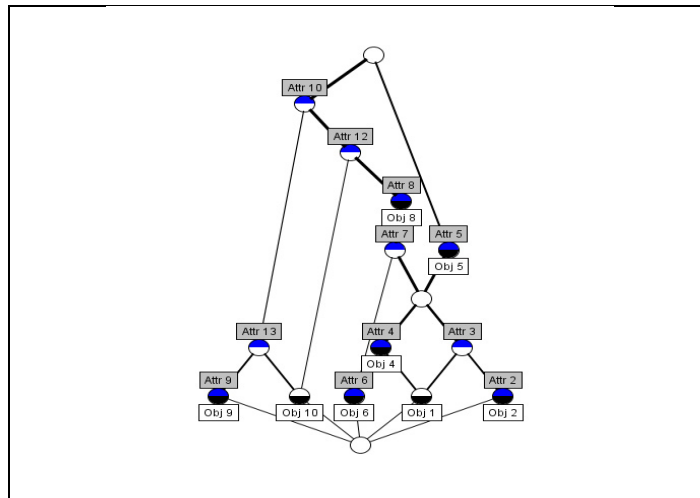 Attr 10
Attr 12
Attr 8
Obj 8
Attr 7
Attr 5
Obj 5
Attr 13
Attr 4
Attr 3
Obj 4
Attr 9
Attr 6
Attr 2
Obj 9
Obj 10
Obj 6
Obj 1
Obj 2